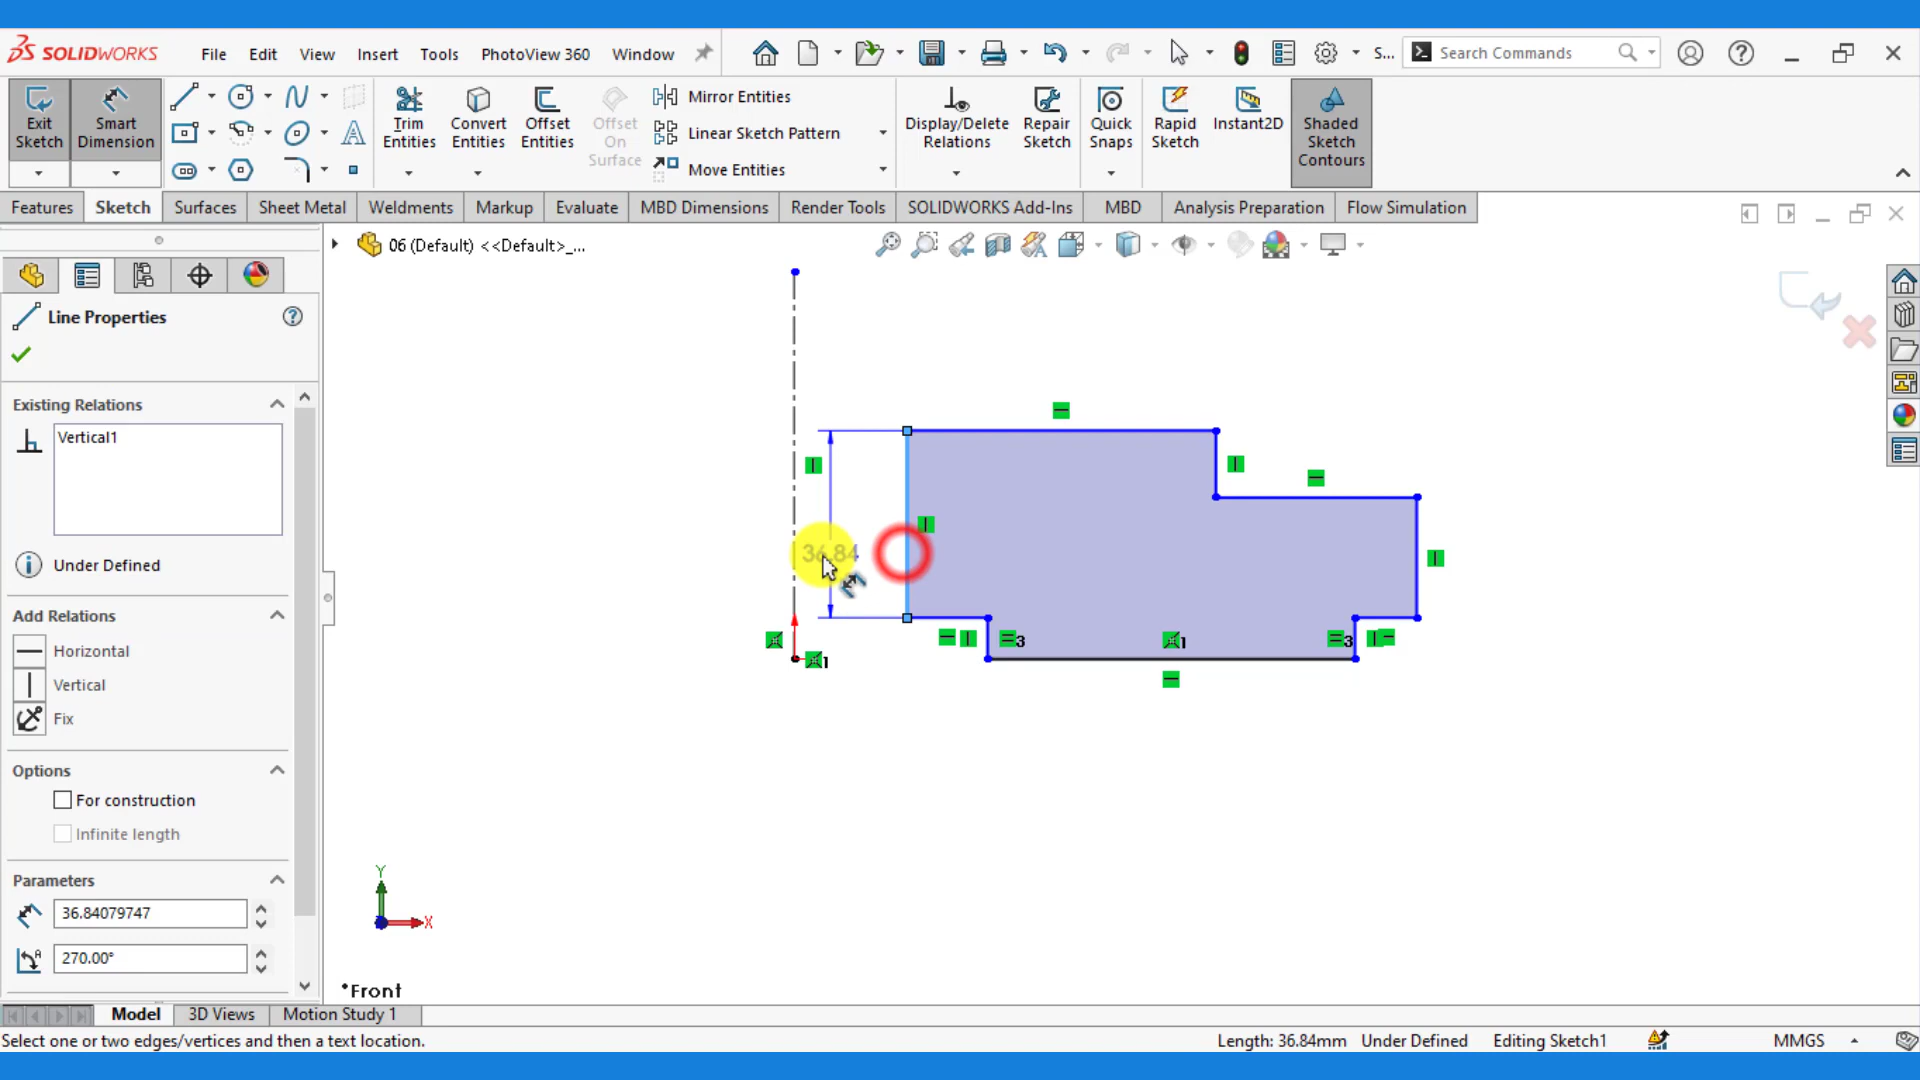 SOLIDWORKS
File Edit View Insert Tools PhotoView 360 Window
S... Search Commands
Exit Sketch
Smart Dimension
Trim Entities
Convert Entities
Offset Entities
Offset On Surface
Mirror Entities
Linear Sketch Pattern
Move Entities
Display/Delete Relations
Repair Sketch
Quick Snaps
Rapid Sketch
Instant2D
Shaded Sketch Contours
Features Sketch Surfaces Sheet Metal Weldments Markup Evaluate MBD Dimensions Render Tools SOLIDWORKS Add-Ins MBD Analysis Preparation Flow Simulation
06 (Default) <<Default>_...
Line Properties
Existing Relations
Vertical1
Under Defined
Add Relations
Horizontal
Vertical
Fix
Options
For construction
Infinite length
Parameters
36.84079747
270.00°
36.84
3
1
3
1
Y
X
*Front
Model 3D Views Motion Study 1
Select one or two edges/vertices and then a text location.
Length: 36.84mm Under Defined Editing Sketch1 MMGS